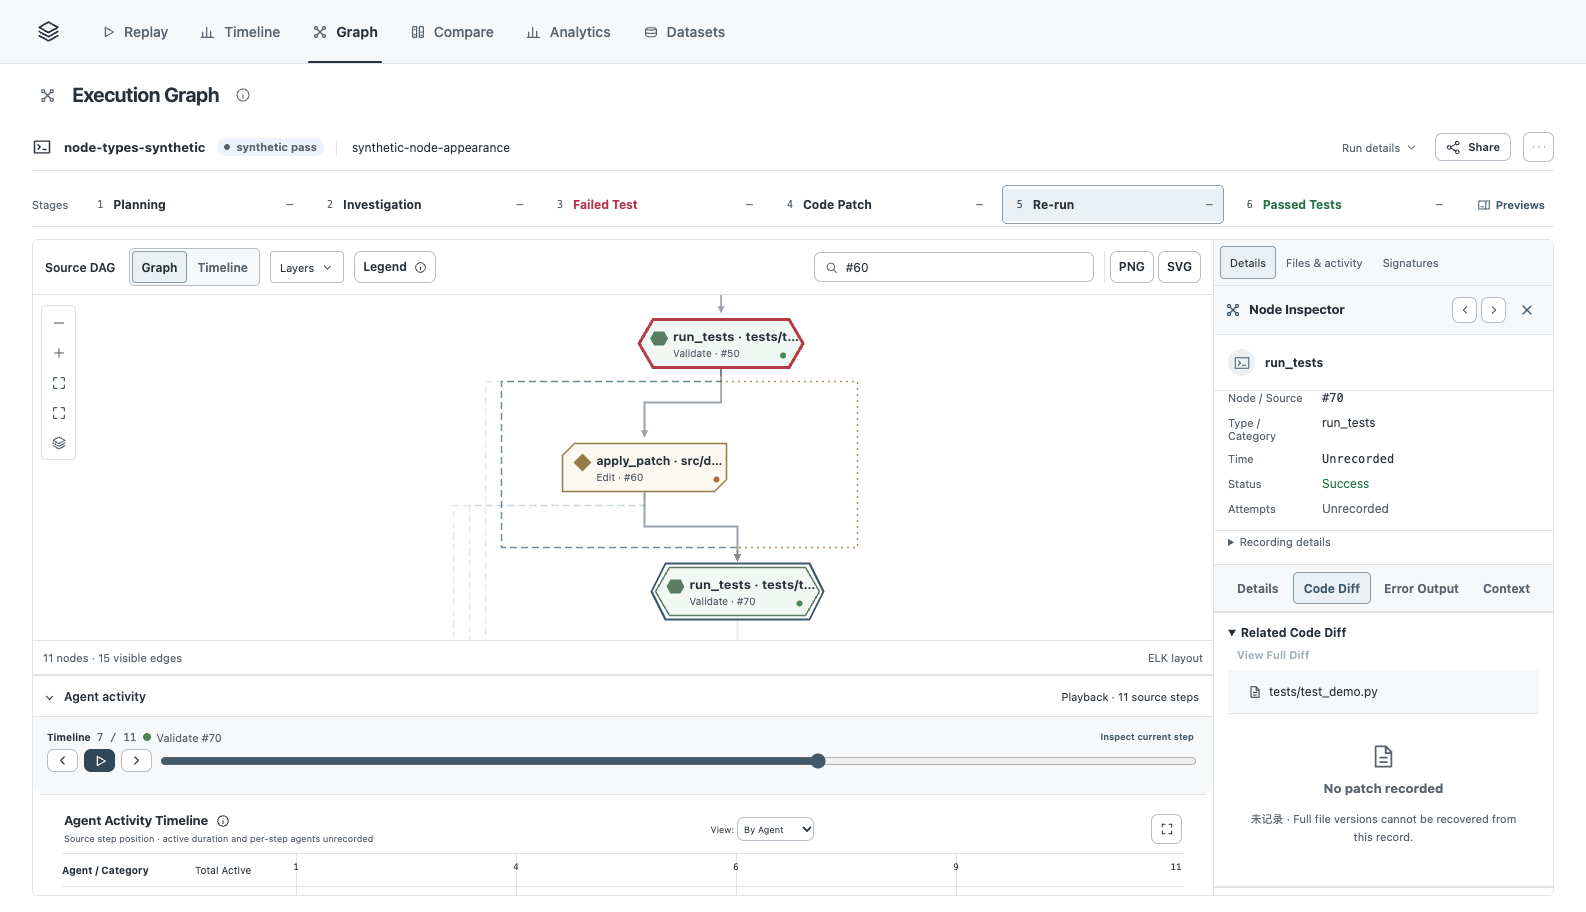 Replay
Timeline
Graph
Compare
Analytics
Datasets
Execution Graph
node-types-synthetic
synthetic pass
synthetic-node-appearance
Run details
Share
Stages
1 Planning –
2 Investigation –
3 Failed Test –
4 Code Patch –
5 Re-run –
6 Passed Tests –
Previews
Source DAG
Graph
Timeline
Layers
Legend
#60
PNG
SVG
run_tests · tests/t...
Validate · #50
apply_patch · src/d...
Edit · #60
run_tests · tests/t...
Validate · #70
11 nodes · 15 visible edges
ELK layout
Agent activity
Playback · 11 source steps
Timeline 7 / 11 Validate #70
Inspect current step
Agent Activity Timeline
Source step position · active duration and per-step agents unrecorded
View: By Agent
Agent / Category
Total Active
1
4
6
9
11
Details
Files & activity
Signatures
Node Inspector
run_tests
Node / Source #70
Type /
Category
run_tests
Time Unrecorded
Status Success
Attempts Unrecorded
Recording details
Details
Code Diff
Error Output
Context
Related Code Diff
View Full Diff
tests/test_demo.py
No patch recorded
未记录 · Full file versions cannot be recovered from
this record.